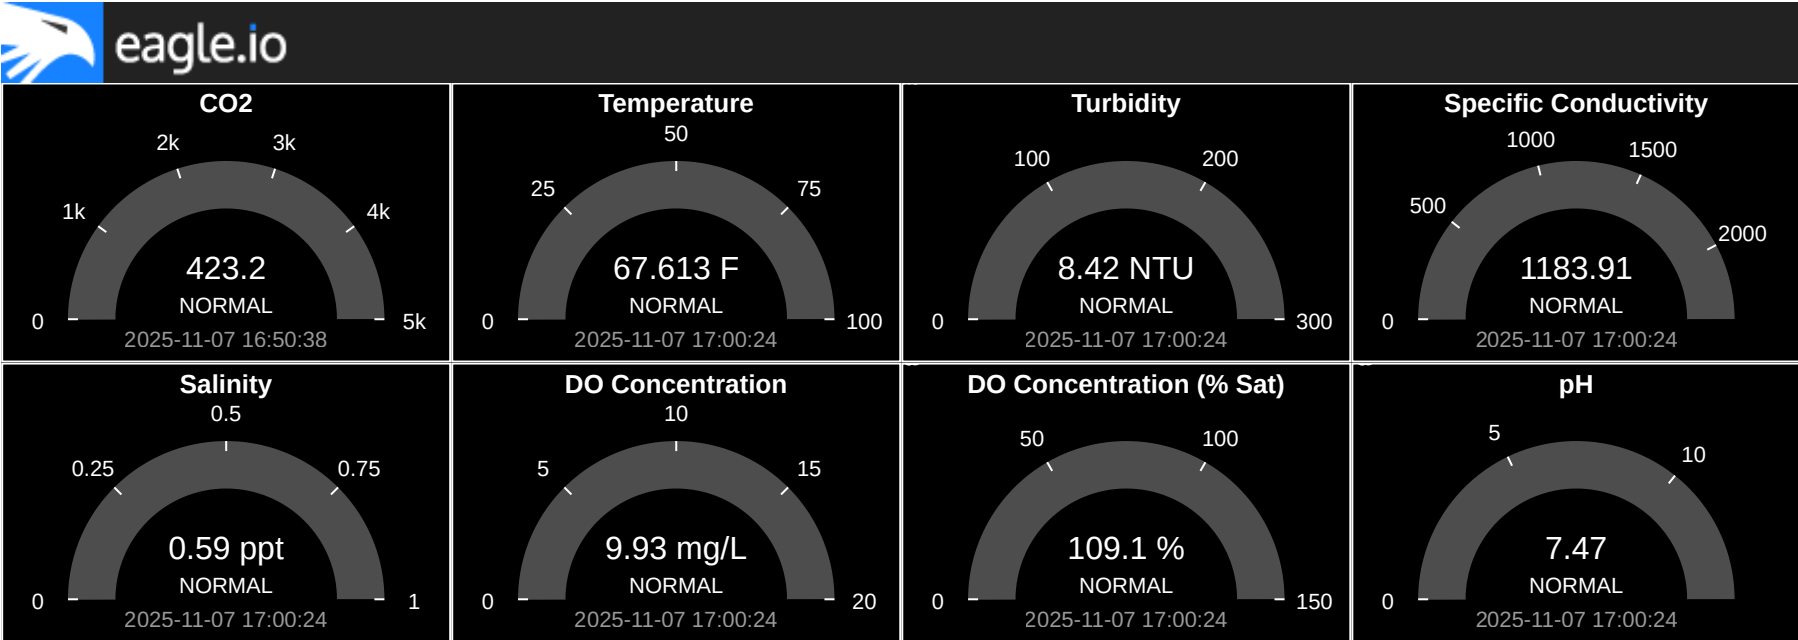 eagle.io
CO2
2k
3k
1k
4k
423.2
NORMAL
0
5k
2025-11-07 16:50:38
Temperature
50
25
75
67.613 F
NORMAL
0
100
2025-11-07 17:00:24
Turbidity
100
200
8.42 NTU
NORMAL
0
300
2025-11-07 17:00:24
Specific Conductivity
1000
1500
500
2000
1183.91
NORMAL
0
2025-11-07 17:00:24
Salinity
0.5
0.25
0.75
0.59 ppt
NORMAL
0
1
2025-11-07 17:00:24
DO Concentration
10
5
15
9.93 mg/L
NORMAL
0
20
2025-11-07 17:00:24
DO Concentration (% Sat)
50
100
109.1 %
NORMAL
0
150
2025-11-07 17:00:24
pH
5
10
7.47
NORMAL
0
2025-11-07 17:00:24